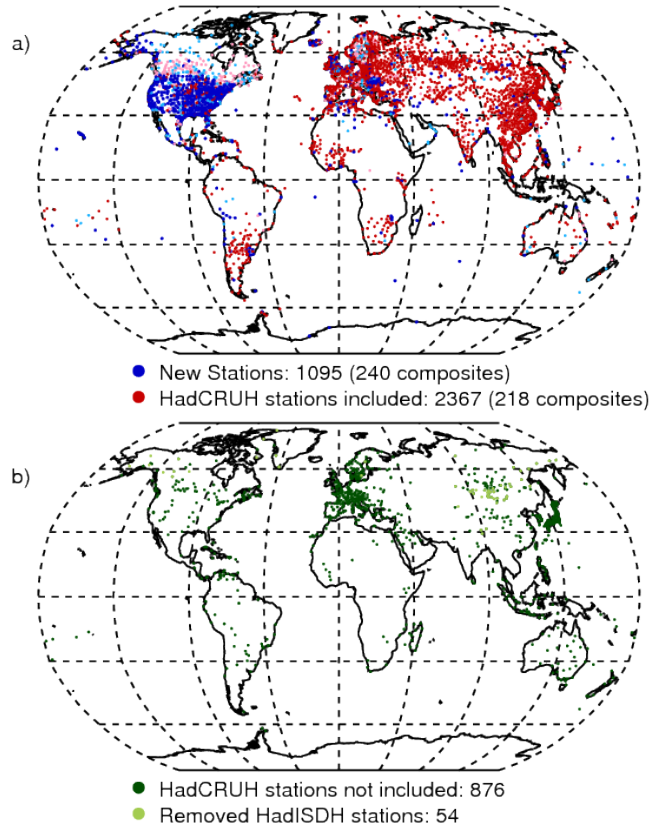 a)
New Stations: 1095 (240 composites)
HadCRUH stations included: 2367 (218 composites)
b)
HadCRUH stations not included: 876
Removed HadISDH stations: 54